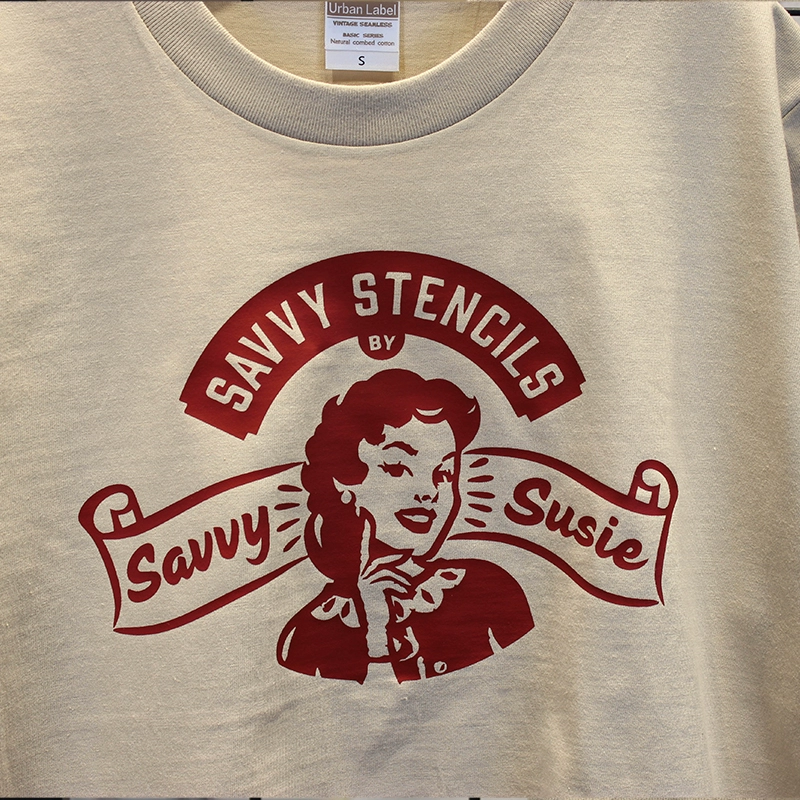 Urban Label
VINTAGE SEAMLESS
BASIC SERIES
Natural combed cotton
S
SAVVY STENCILS
BY
Savvy Susie